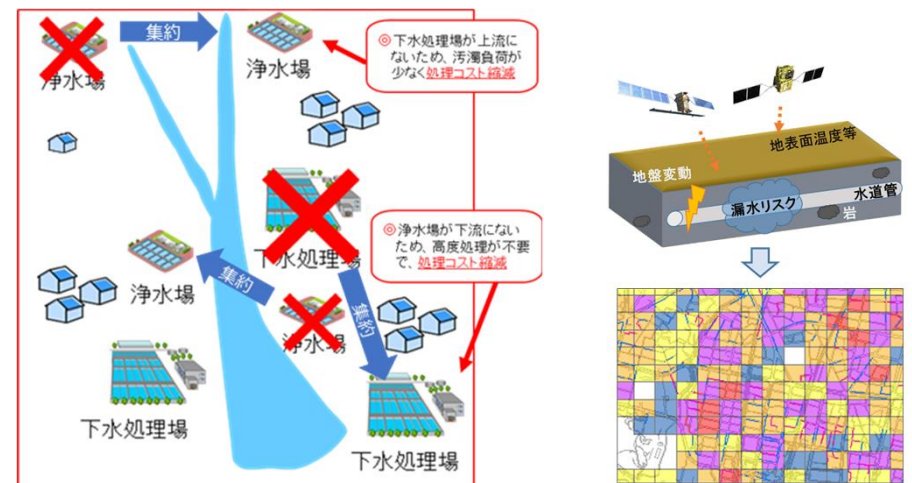 集約
浄水場
浄水場
◎下水処理場が上流に
ないため、汚濁負荷が
少なく処理コスト縮減
下水処理場
◎浄水場が下流にない
ため、高度処理が不要
で、処理コスト縮減
浄水場
集約
集約
浄水場
下水処理場
下水処理場
地表面温度等
地盤変動
漏水リスク
水道管
岩